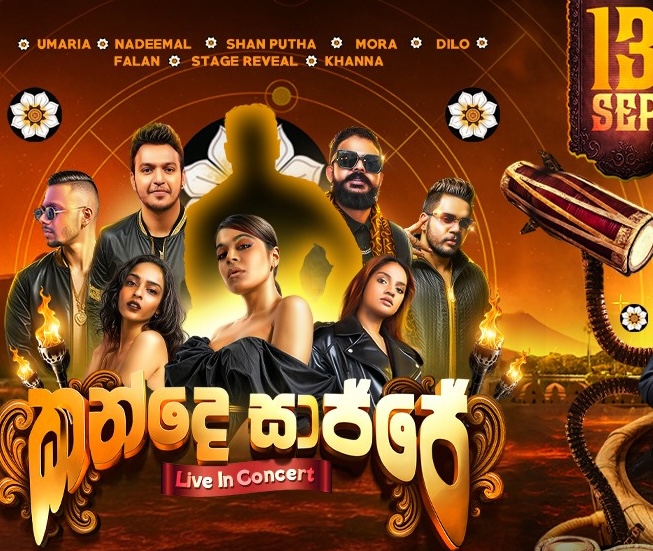 UMARIA NADEEMAL SHAN PUTHA MORA DILO
FALAN STAGE REVEAL KHANNA
13
SEP
කන්දෙ සාජ්ජේ
Live In Concert